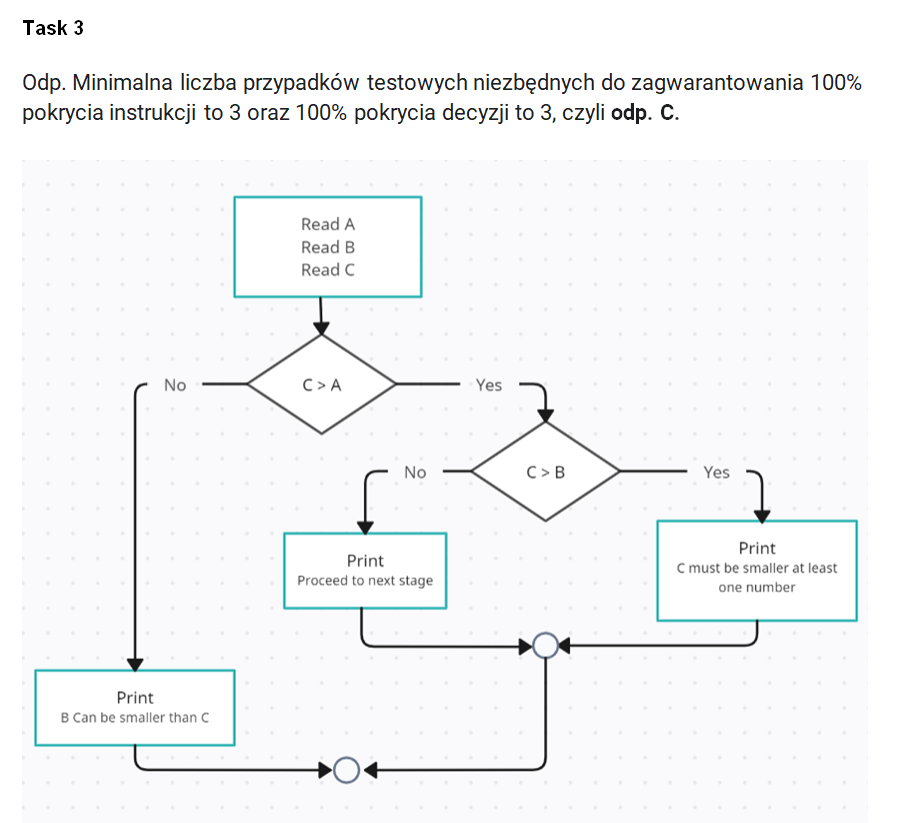 Task 3
Odp. Minimalna liczba przypadków testowych niezbędnych do zagwarantowania 100%
pokrycia instrukcji to 3 oraz 100% pokrycia decyzji to 3, czyli odp. C.
Read A
Read B
Read C
No
C > A
Yes
No
C > B
Yes
Print
Proceed to next stage
Print
C must be smaller at least
one number
Print
B Can be smaller than C